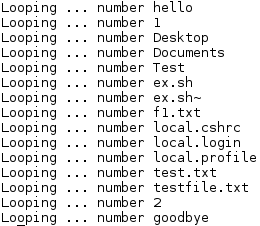 Looping ... number hello
Looping ... number 1
Looping ... number Desktop
Looping ... number Documents
Looping ... number Test
Looping ... number ex.sh
Looping ... number ex.sh~
Looping ... number f1.txt
Looping ... number local.cshrc
Looping ... number local.login
Looping ... number local.profile
Looping ... number test.txt
Looping ... number testfile.txt
Looping ... number 2
Looping ... number goodbye